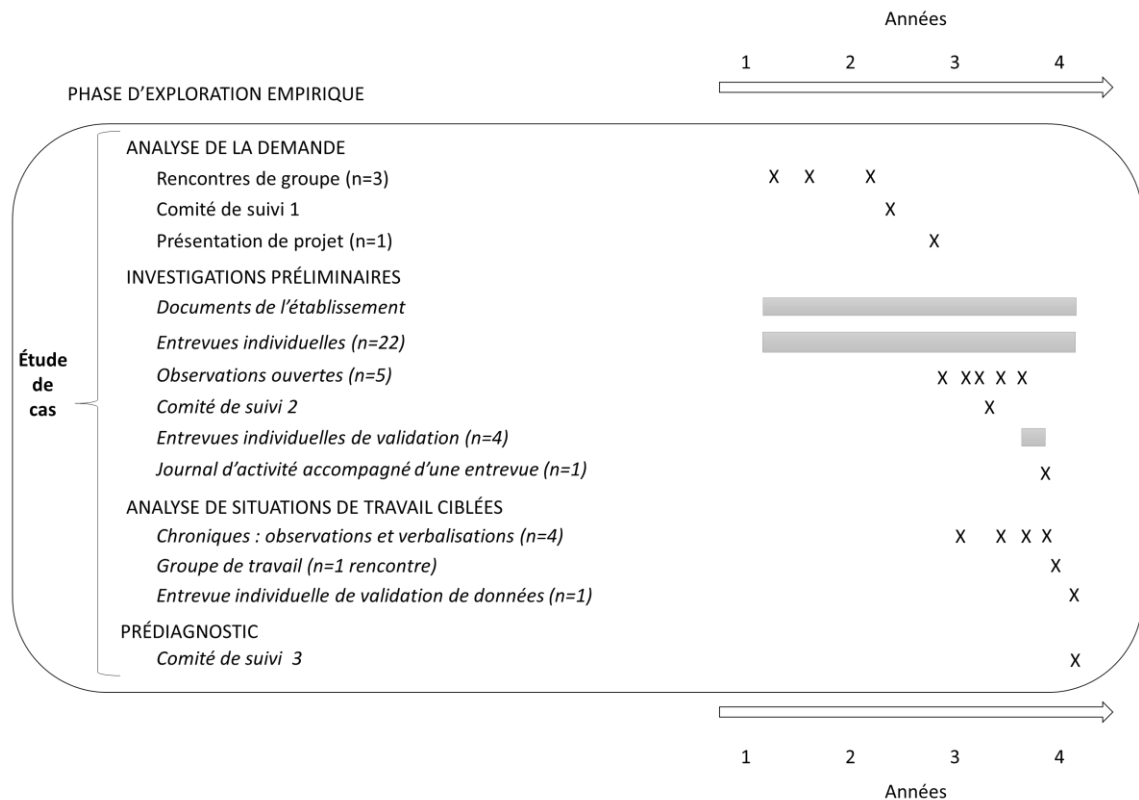 Années
1 2 3 4
PHASE D’EXPLORATION EMPIRIQUE
ANALYSE DE LA DEMANDE
Rencontres de groupe (n=3) X X X
Comité de suivi 1 X
Présentation de projet (n=1) X
INVESTIGATIONS PRÉLIMINAIRES
Documents de l’établissement
Entrevues individuelles (n=22)
Étude
de
cas
Observations ouvertes (n=5) X X X X X
Comité de suivi 2 X
Entrevues individuelles de validation (n=4)
Journal d’activité accompagné d’une entrevue (n=1) X
ANALYSE DE SITUATIONS DE TRAVAIL CIBLÉES
Chroniques : observations et verbalisations (n=4) X X X X
Groupe de travail (n=1 rencontre) X
Entrevue individuelle de validation de données (n=1) X
PRÉDIAGNOSTIC
Comité de suivi 3 X
1 2 3 4
Années